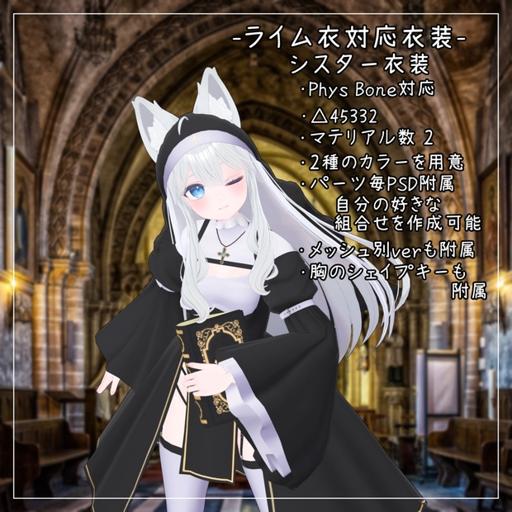 -ライム衣対応衣装-
シスター衣装
・Phys Bone対応
・△45332
・マテリアル数 2
・2種のカラーを用意
・パーツ毎PSD附属
自分の好きな
組合せを作成可能
・メッシュ別verも附属
・胸のシェイプキーも
附属